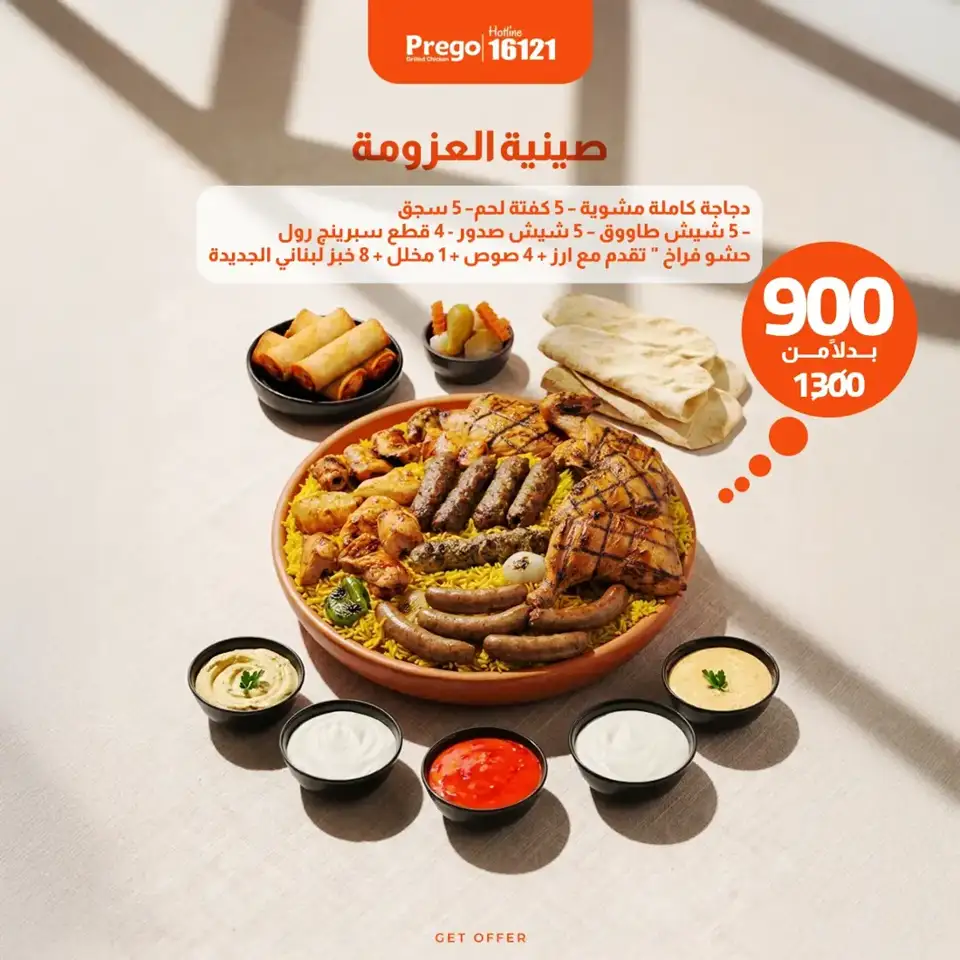 Prego
Grilled Chicken
Hotline
16121
صينية العزومة
دجاجة كاملة مشوية - 5 كفتة لحم- 5 سجق
- 5 شيش طاووق - 5 شيش صدور - 4 قطع سبرينج رول
حشو فراخ " تقدم مع ارز + 4 صوص + 1 مخلل + 8 خبز لبناني الجديدة
900
بدلاً من
1,300
GET OFFER